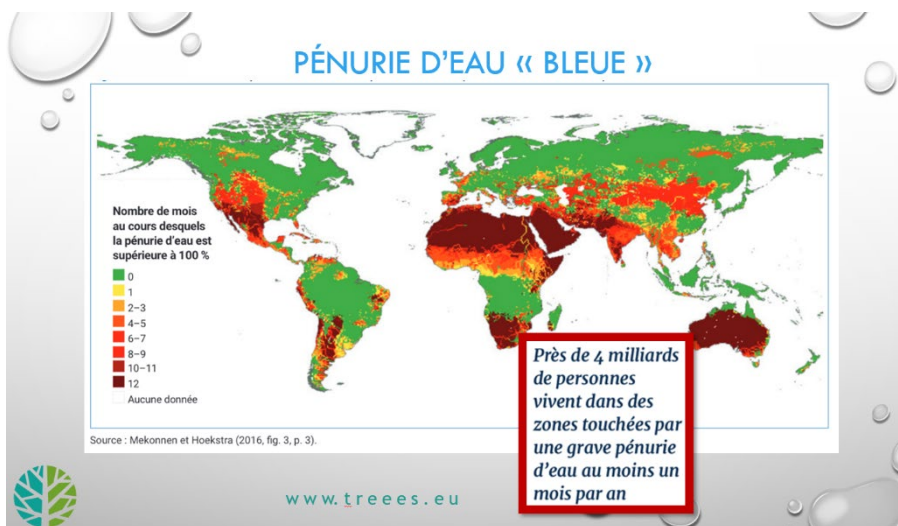 PÉNURIE D'EAU « BLEUE »
Nombre de mois
au cours desquels
la pénurie d'eau est
supérieure à 100 %
0
1
2–3
4–5
6–7
8–9
10–11
12
Aucune donnée
Près de 4 milliards
de personnes
vivent dans des
zones touchées par
une grave pénurie
d'eau au moins un
mois par an
Source : Mekonnen et Hoekstra (2016, fig. 3, p. 3).
www.treees.eu